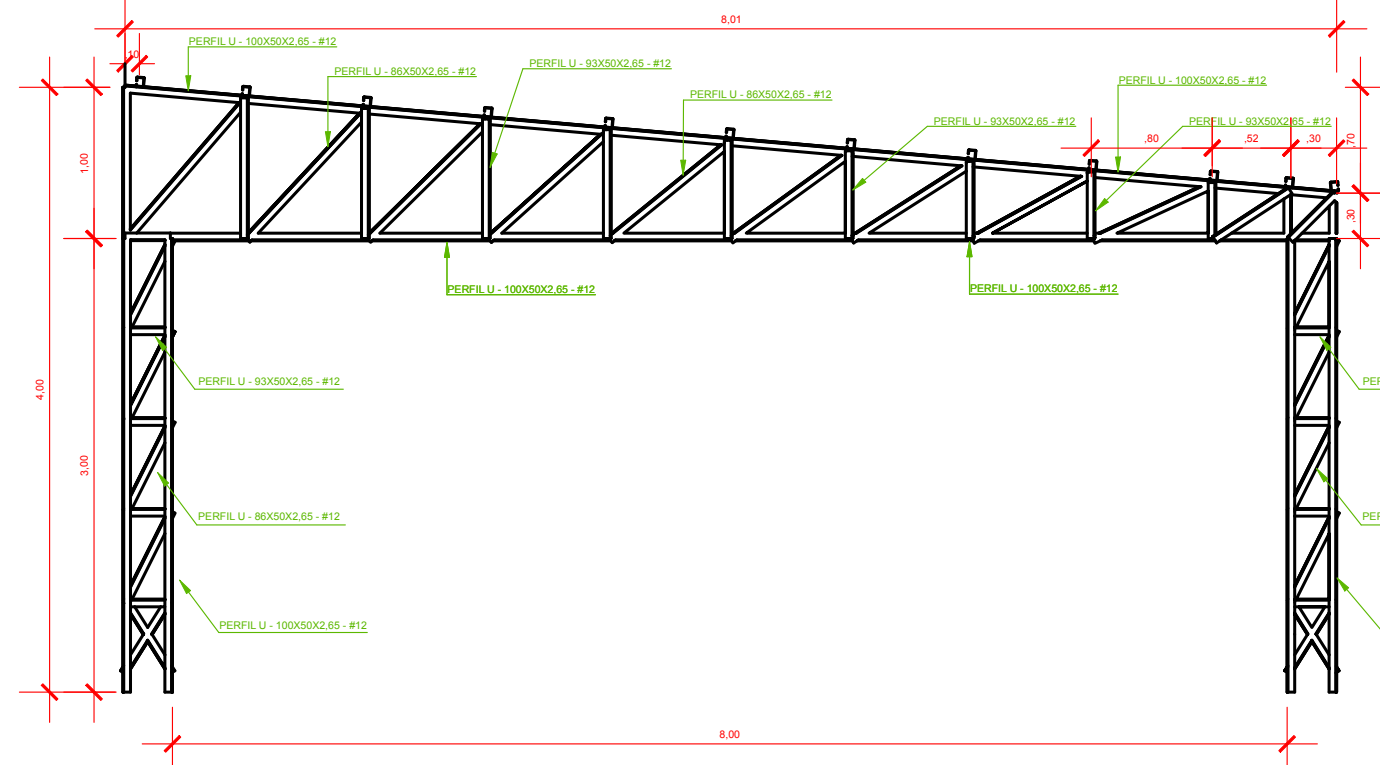 8,01
PERFIL U - 100X50X2,65 - #12
,10
PERFIL U - 86X50X2,65 - #12
PERFIL U - 93X50X2,65 - #12
PERFIL U - 86X50X2,65 - #12
PERFIL U - 100X50X2,65 - #12
PERFIL U - 93X50X2,65 - #12
PERFIL U - 93X50X2,65 - #12
,80
,52
,30
,70
1,00
,30
PERFIL U - 100X50X2,65 - #12
PERFIL U - 100X50X2,65 - #12
4,00
3,00
PERFIL U - 93X50X2,65 - #12
PER
PERFIL U - 86X50X2,65 - #12
PER
PERFIL U - 100X50X2,65 - #12
8,00